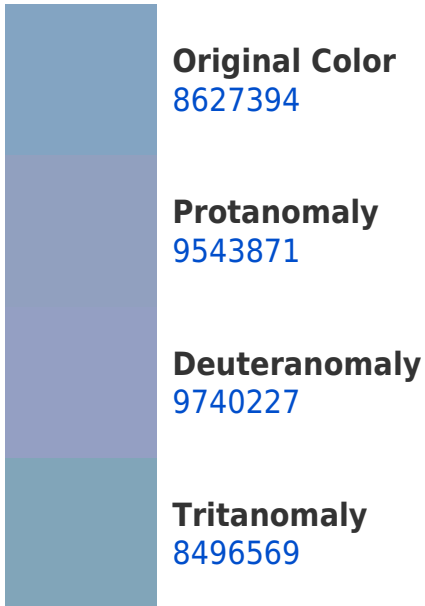 Original Color
8627394
Protanomaly
9543871
Deuteranomaly
9740227
Tritanomaly
8496569